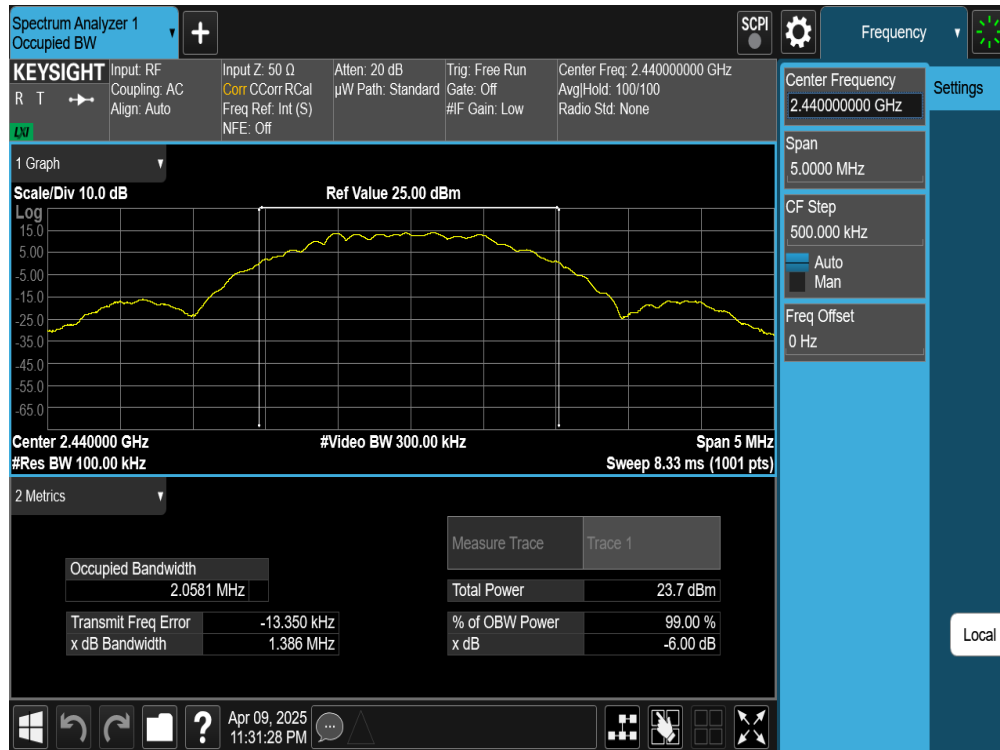 Spectrum Analyzer 1
Occupied BW
+
SCPI
Frequency
KEYSIGHT
R T
LXI
Input: RF
Coupling: AC
Align: Auto
Input Z: 50 Ω
Corr CCorr RCal
Freq Ref: Int (S)
NFE: Off
Atten: 20 dB
µW Path: Standard
Trig: Free Run
Gate: Off
#IF Gain: Low
Center Freq: 2.440000000 GHz
Avg|Hold: 100/100
Radio Std: None
Center Frequency
2.440000000 GHz
Settings
Span
5.0000 MHz
CF Step
500.000 kHz
Auto
Man
Freq Offset
0 Hz
Local
1 Graph
Scale/Div 10.0 dB
Ref Value 25.00 dBm
Log
15.0
5.00
-5.00
-15.0
-25.0
-35.0
-45.0
-55.0
-65.0
Center 2.440000 GHz
#Video BW 300.00 kHz
Span 5 MHz
#Res BW 100.00 kHz
Sweep 8.33 ms (1001 pts)
2 Metrics
Measure Trace
Trace 1
Occupied Bandwidth
2.0581 MHz
Total Power
23.7 dBm
Transmit Freq Error
-13.350 kHz
% of OBW Power
99.00 %
x dB Bandwidth
1.386 MHz
x dB
-6.00 dB
?
Apr 09, 2025
11:31:28 PM